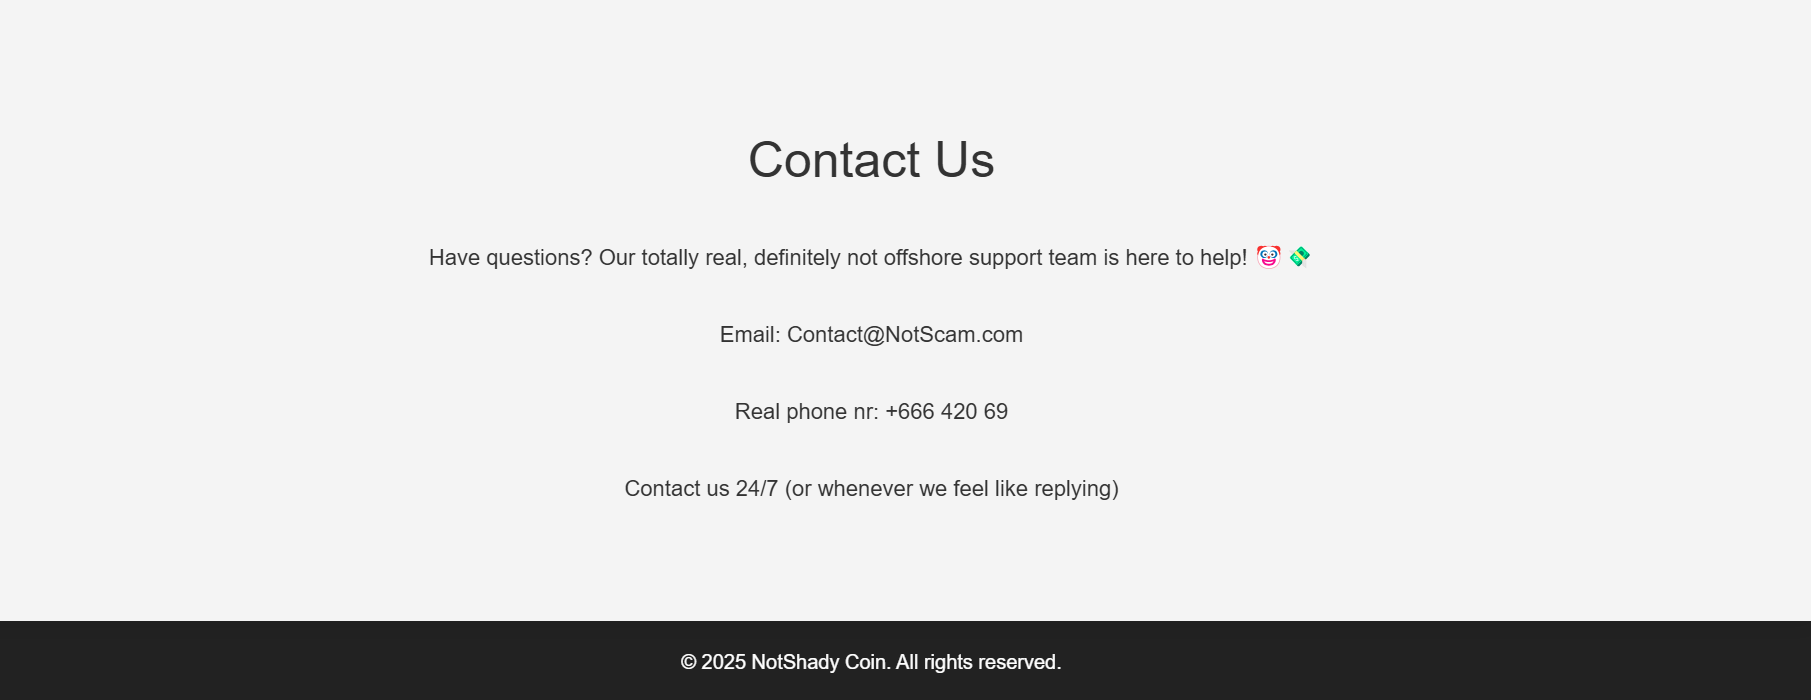 Contact Us
Have questions? Our totally real, definitely not offshore support team is here to help! 🤡 💸
Email: Contact@NotScam.com
Real phone nr: +666 420 69
Contact us 24/7 (or whenever we feel like replying)
© 2025 NotShady Coin. All rights reserved.